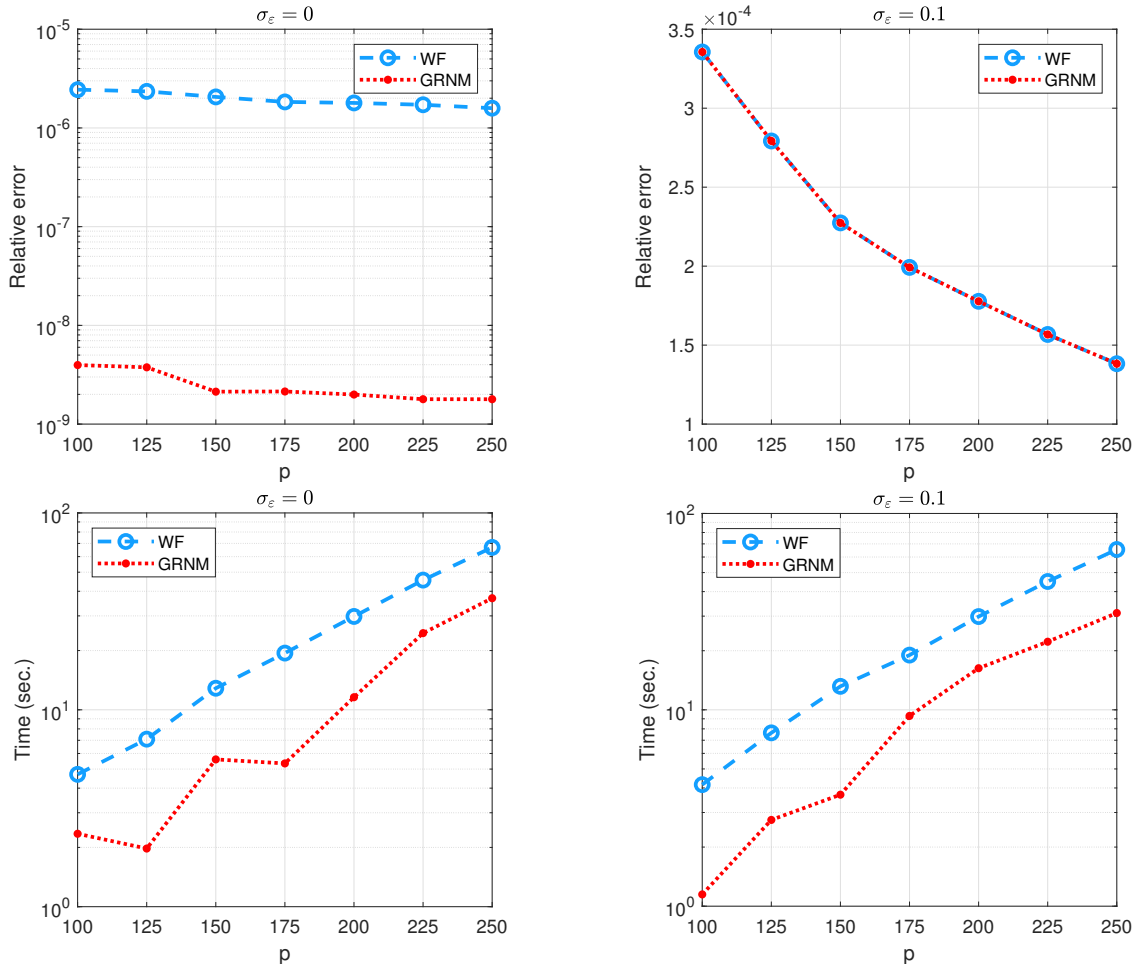 σ_ε = 0
10^-5
10^-6
10^-7
10^-8
10^-9
Relative error
WF
GRNM
100 125 150 175 200 225 250
p
σ_ε = 0.1
×10^-4
3.5
3
2.5
2
1.5
1
Relative error
WF
GRNM
100 125 150 175 200 225 250
p
σ_ε = 0
10^2
10^1
10^0
Time (sec.)
WF
GRNM
100 125 150 175 200 225 250
p
σ_ε = 0.1
10^2
10^1
10^0
Time (sec.)
WF
GRNM
100 125 150 175 200 225 250
p